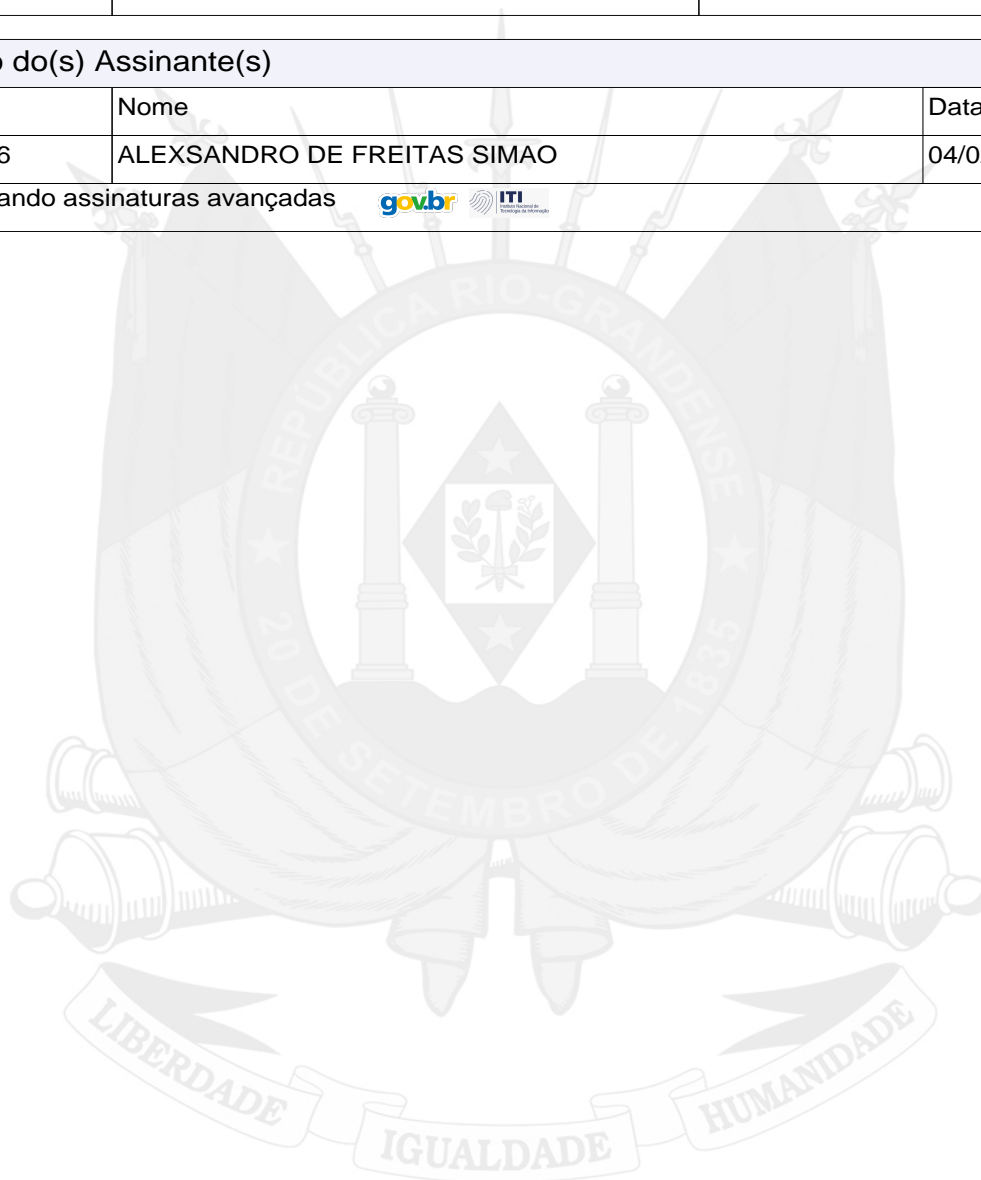 o do(s) Assinante(s)
Nome
Data
6
ALEXSANDRO DE FREITAS SIMAO
04/0
ando assinaturas avançadas
gov.br
ITI
REPÚBLICA RIO-GRANDENSE
20 DE SETEMBRO DE 1835
LIBERDADE
IGUALDADE
HUMANIDADE